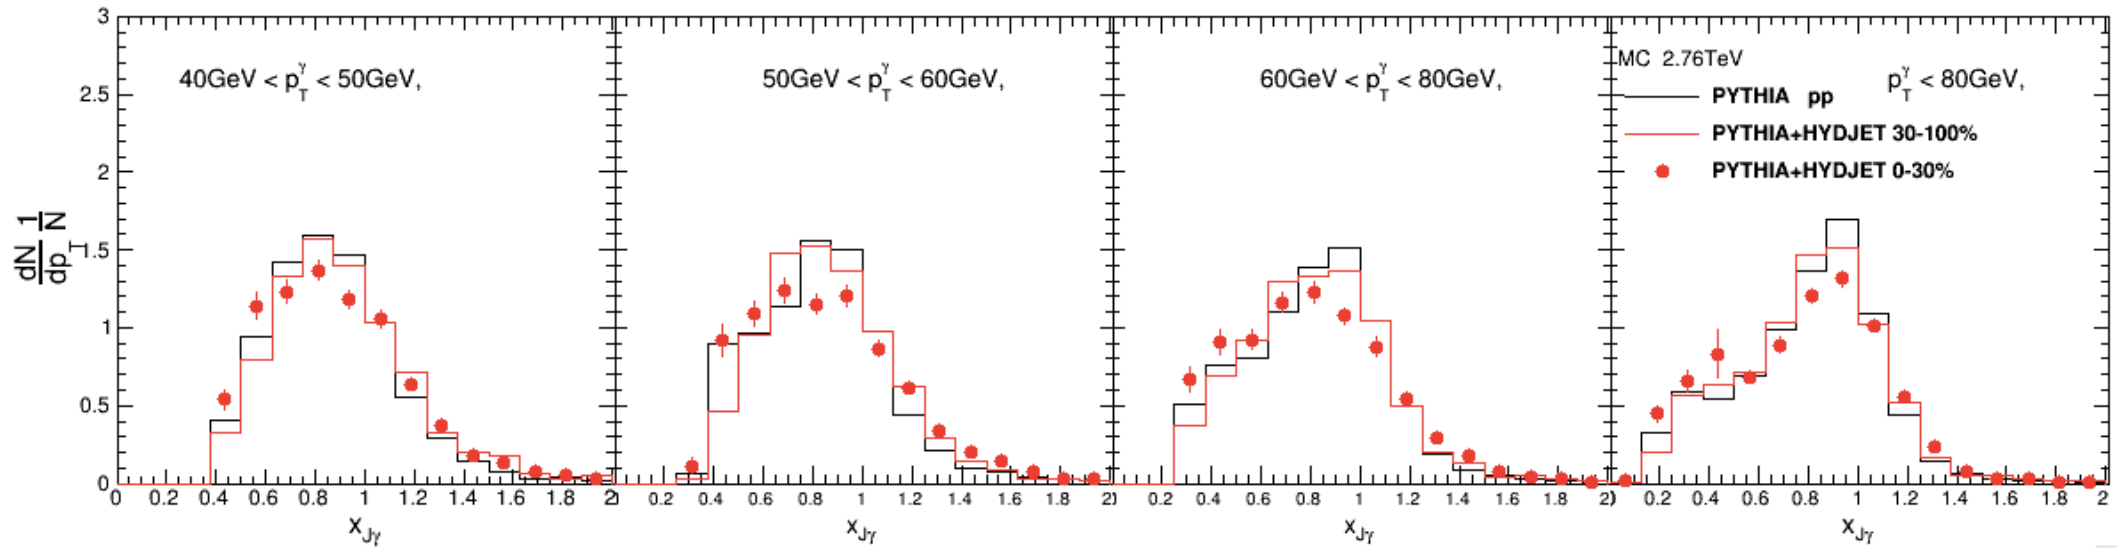 3
2.5
2
1.5
1
0.5
0
dN 1
dp_T N
40GeV < p_T^γ < 50GeV,
0 0.2 0.4 0.6 0.8 1 1.2 1.4 1.6 1.8 2
x_Jγ
50GeV < p_T^γ < 60GeV,
0.2 0.4 0.6 0.8 1 1.2 1.4 1.6 1.8 2
x_Jγ
60GeV < p_T^γ < 80GeV,
0.2 0.4 0.6 0.8 1 1.2 1.4 1.6 1.8 2
x_Jγ
MC 2.76TeV
p_T^γ < 80GeV,
PYTHIA pp
PYTHIA+HYDJET 30-100%
PYTHIA+HYDJET 0-30%
0.2 0.4 0.6 0.8 1 1.2 1.4 1.6 1.8 2
x_Jγ